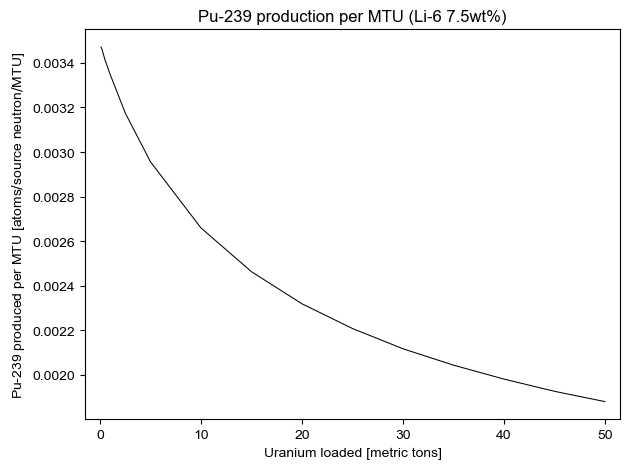 Pu-239 production per MTU (Li-6 7.5wt%)
Pu-239 produced per MTU [atoms/source neutron/MTU]
0.0034
0.0032
0.0030
0.0028
0.0026
0.0024
0.0022
0.0020
0 10 20 30 40 50
Uranium loaded [metric tons]